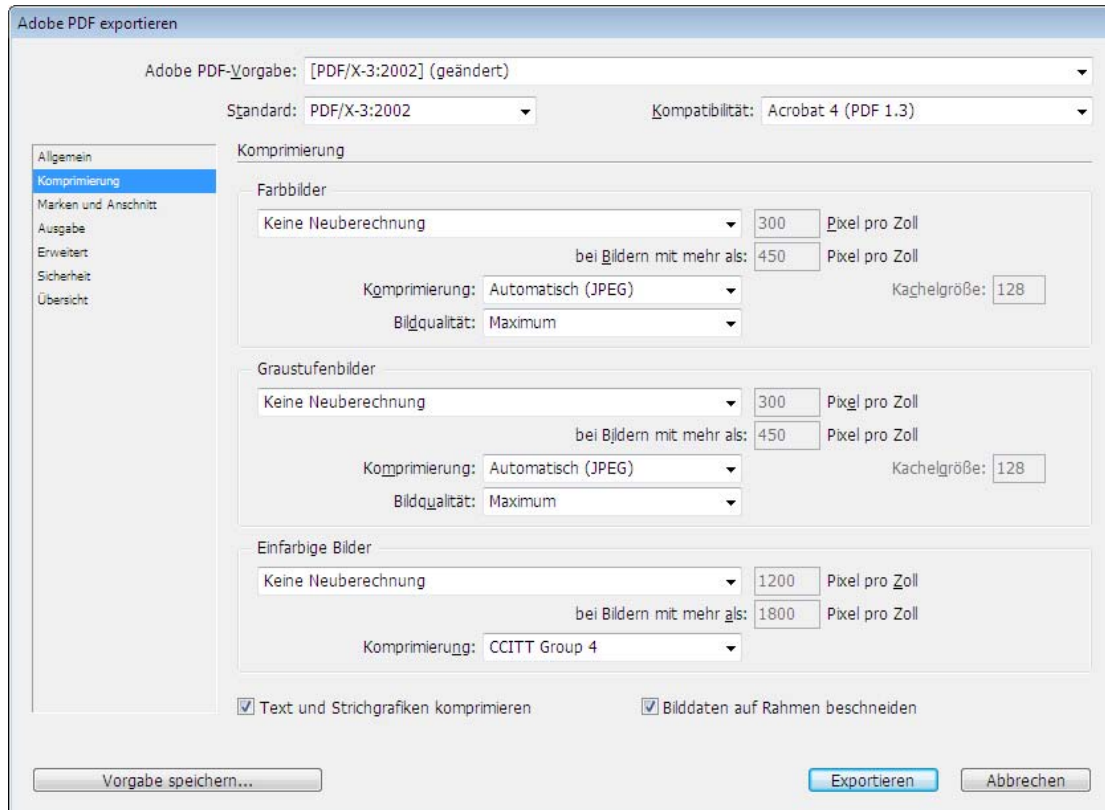 Adobe PDF exportieren
Adobe PDF-Vorgabe: [PDF/X-3:2002] (geändert)
Standard: PDF/X-3:2002 Kompatibilität: Acrobat 4 (PDF 1.3)
Allgemein
Komprimierung
Marken und Anschnitt
Ausgabe
Erweitert
Sicherheit
Übersicht
Komprimierung
Farbbilder
Keine Neuberechnung 300 Pixel pro Zoll
bei Bildern mit mehr als: 450 Pixel pro Zoll
Komprimierung: Automatisch (JPEG) Kachelgröße: 128
Bildqualität: Maximum
Graustufenbilder
Keine Neuberechnung 300 Pixel pro Zoll
bei Bildern mit mehr als: 450 Pixel pro Zoll
Komprimierung: Automatisch (JPEG) Kachelgröße: 128
Bildqualität: Maximum
Einfarbige Bilder
Keine Neuberechnung 1200 Pixel pro Zoll
bei Bildern mit mehr als: 1800 Pixel pro Zoll
Komprimierung: CCITT Group 4
Text und Strichgrafiken komprimieren Bilddaten auf Rahmen beschneiden
Vorgabe speichern... Exportieren Abbrechen